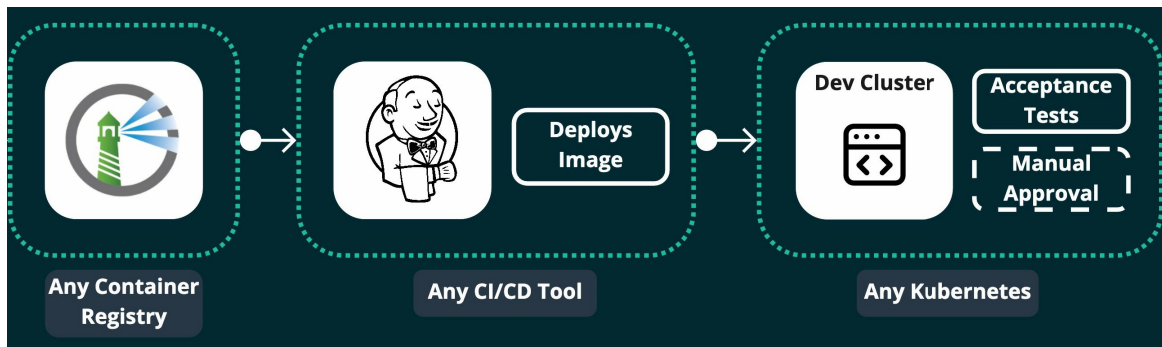 Deploys
Image
Dev Cluster
Acceptance
Tests
Manual
Approval
Any Container
Registry
Any CI/CD Tool
Any Kubernetes